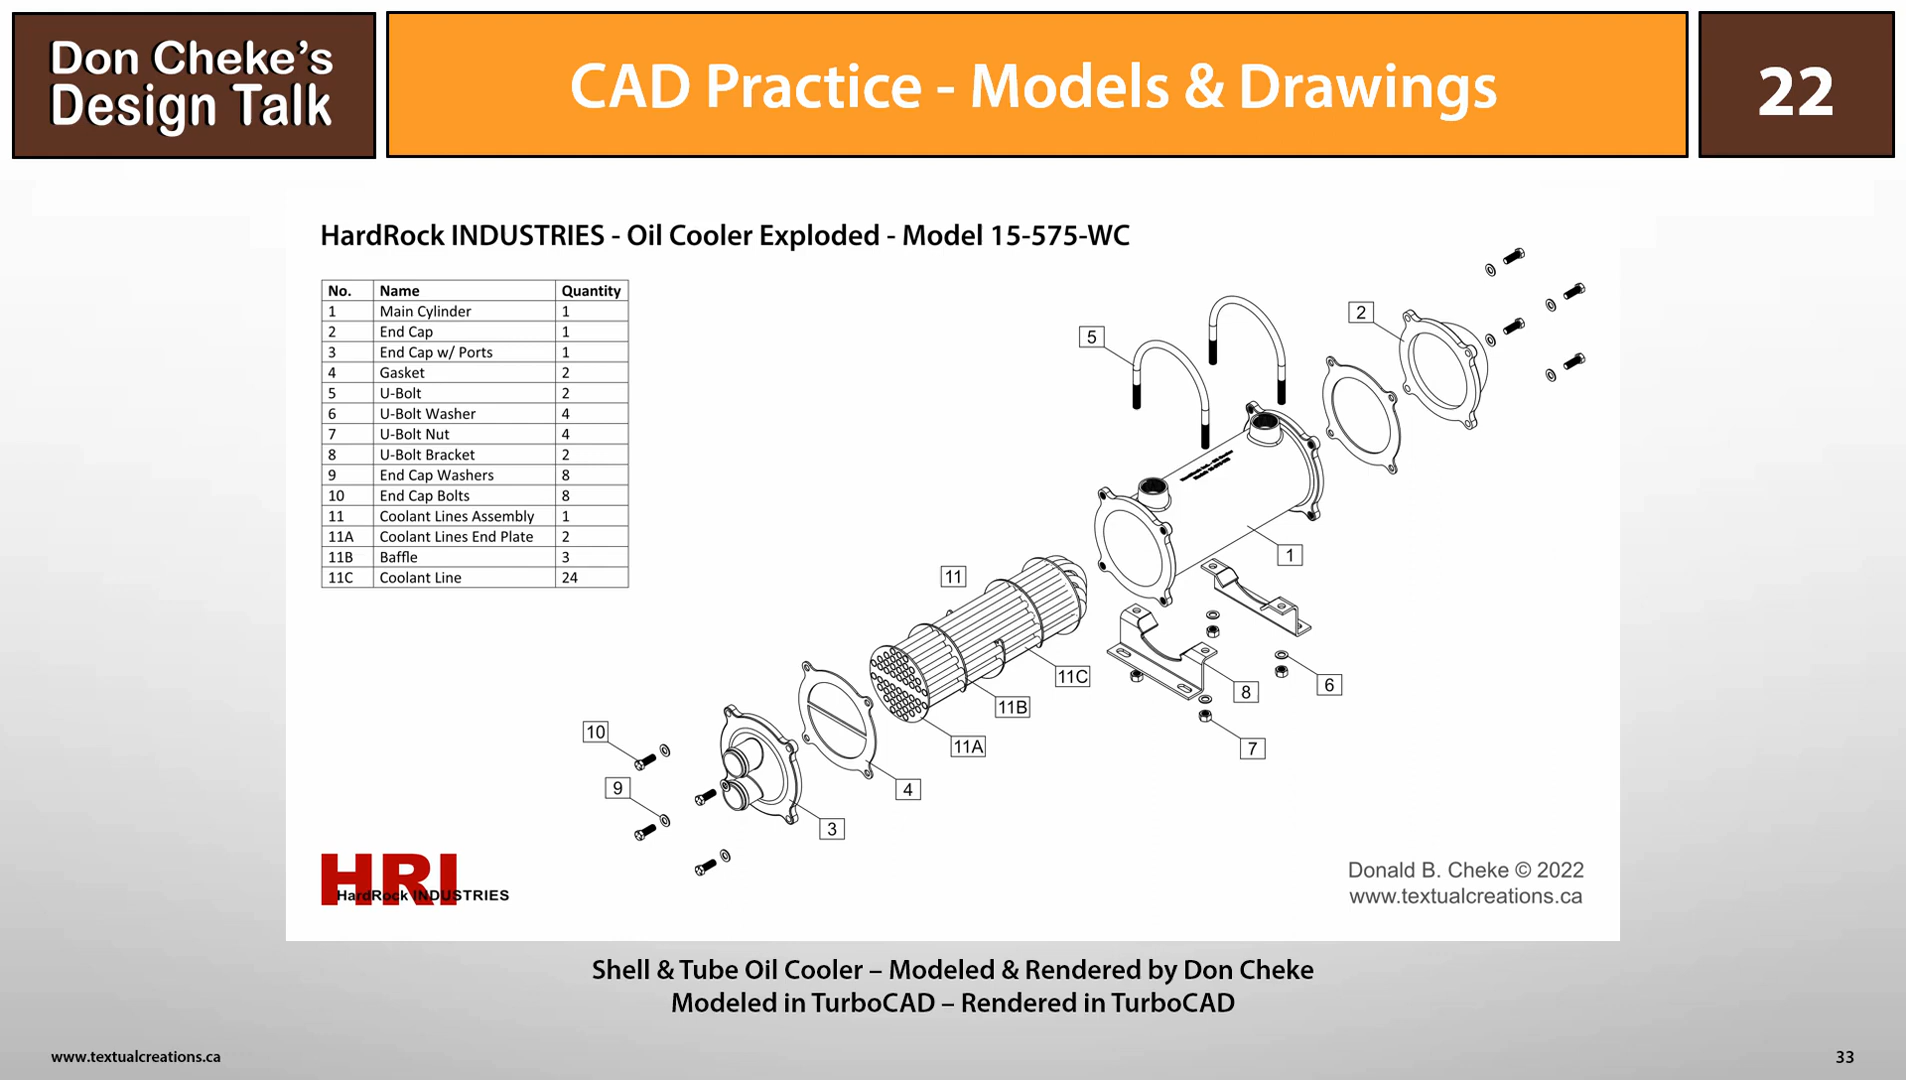 Don Cheke's
Design Talk
CAD Practice - Models & Drawings
22
HardRock INDUSTRIES - Oil Cooler Exploded - Model 15-575-WC
No. Name Quantity
1 Main Cylinder 1
2 End Cap 1
3 End Cap w/ Ports 1
4 Gasket 2
5 U-Bolt 2
6 U-Bolt Washer 4
7 U-Bolt Nut 4
8 U-Bolt Bracket 2
9 End Cap Washers 8
10 End Cap Bolts 8
11 Coolant Lines Assembly 1
11A Coolant Lines End Plate 2
11B Baffle 3
11C Coolant Line 24
2
5
1
11
11C
6
8
11B
10
11A
7
9
4
3
HRI
HardRock INDUSTRIES
Donald B. Cheke © 2022
www.textualcreations.ca
Shell & Tube Oil Cooler – Modeled & Rendered by Don Cheke
Modeled in TurboCAD – Rendered in TurboCAD
www.textualcreations.ca
33